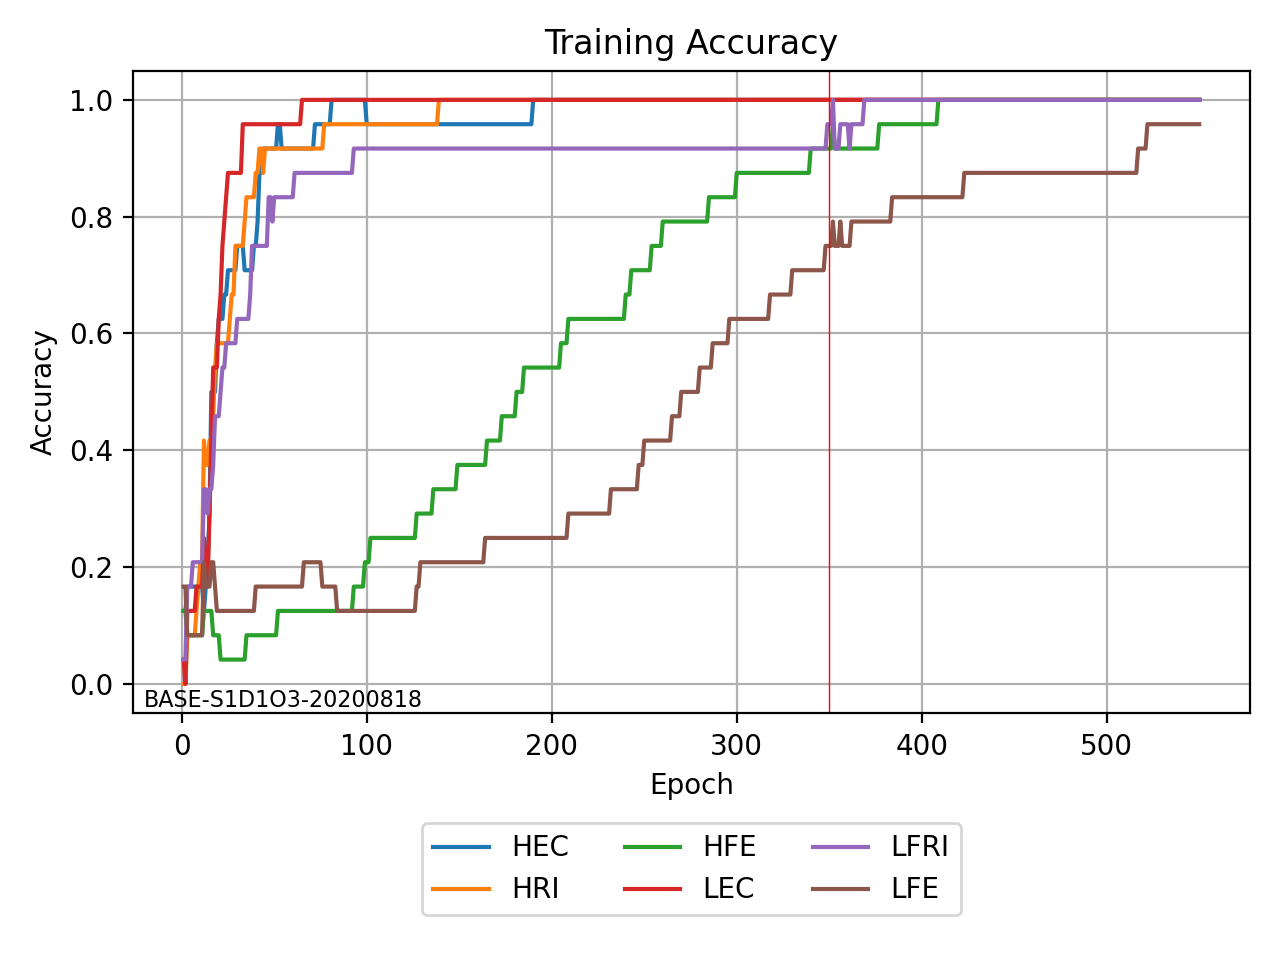 Training Accuracy
1.0
0.8
0.6
0.4
0.2
0.0
Accuracy
BASE-S1D1O3-20200818
0 100 200 300 400 500
Epoch
HEC HFE LFRI
HRI LEC LFE